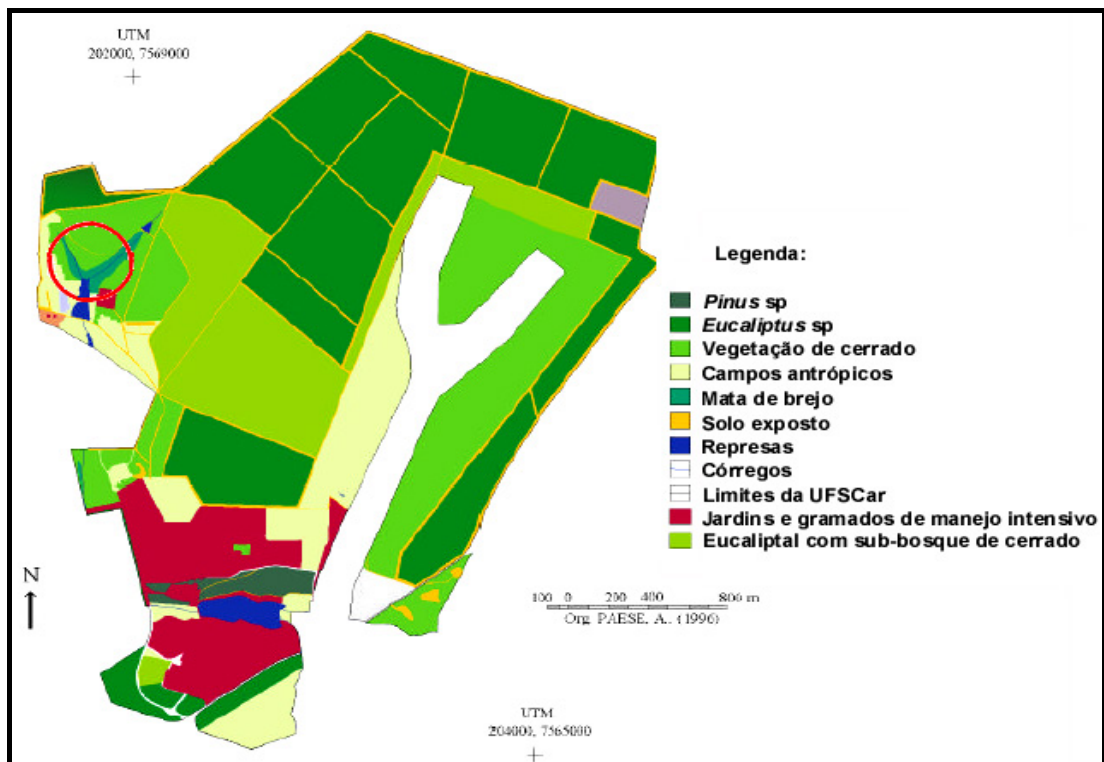 UTM
202000, 7569000
Legenda:
Pinus sp
Eucaliptus sp
Vegetação de cerrado
Campos antrópicos
Mata de brejo
Solo exposto
Represas
Córregos
Limites da UFSCar
Jardins e gramados de manejo intensivo
Eucaliptal com sub-bosque de cerrado
N
100 0 200 400 800 m
Org. PAESE, A.. (1996)
UTM
204000, 7565000